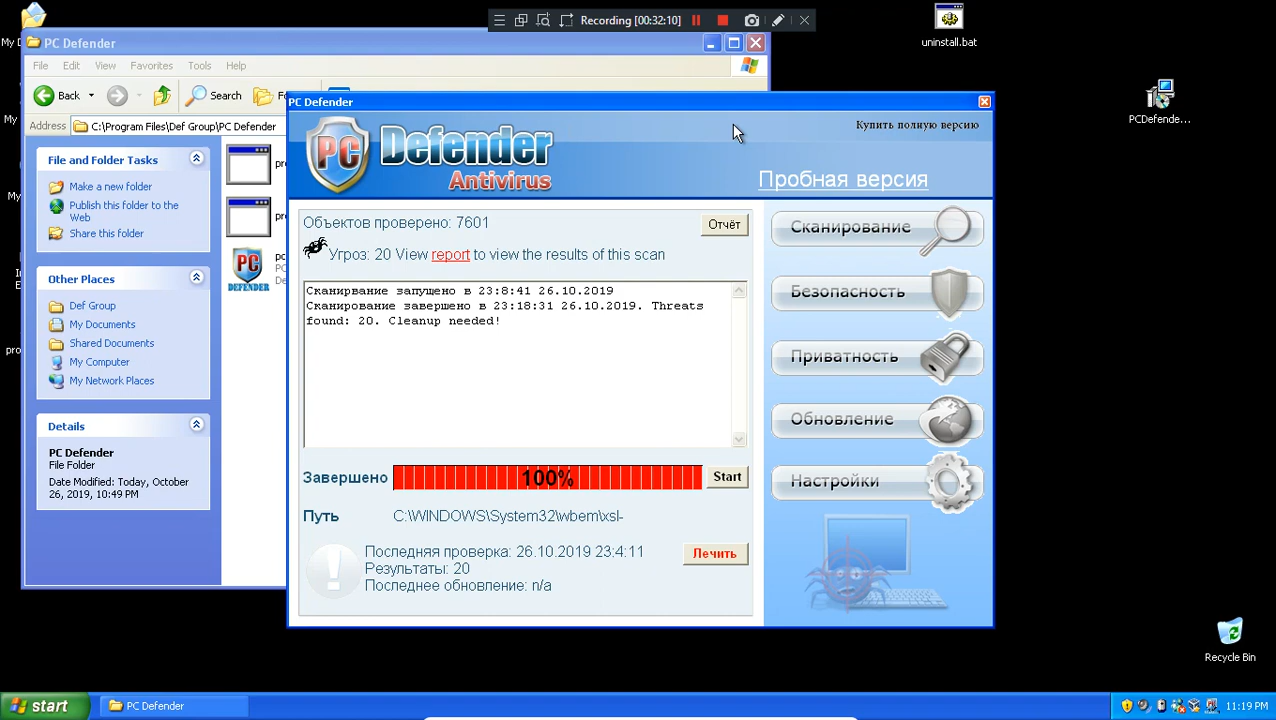 Recording [00:32:10]
uninstall.bat
PCDefende...
My D
PC Defender
File Edit View Favorites Tools Help
Back Search Fo
Address C:\Program Files\Def Group\PC Defender
File and Folder Tasks
Make a new folder
Publish this folder to the
Web
Share this folder
Other Places
Def Group
My Documents
Shared Documents
My Computer
My Network Places
Details
PC Defender
File Folder
Date Modified: Today, October
26, 2019, 10:49 PM
PC
DEFENDER
PC Defender
PC Defender
Antivirus
Купить полную версию
Пробная версия
Объектов проверено: 7601
Отчёт
Угроз: 20 View report to view the results of this scan
Сканирвание запущено в 23:8:41 26.10.2019
Сканирование завершено в 23:18:31 26.10.2019. Threats
found: 20. Cleanup needed!
Завершено 100% Start
Путь C:\WINDOWS\System32\wbem\xsl-
Последняя проверка: 26.10.2019 23:4:11
Результаты: 20
Последнее обновление: n/a
Лечить
Сканирование
Безопасность
Приватность
Обновление
Настройки
Recycle Bin
start PC Defender 11:19 PM